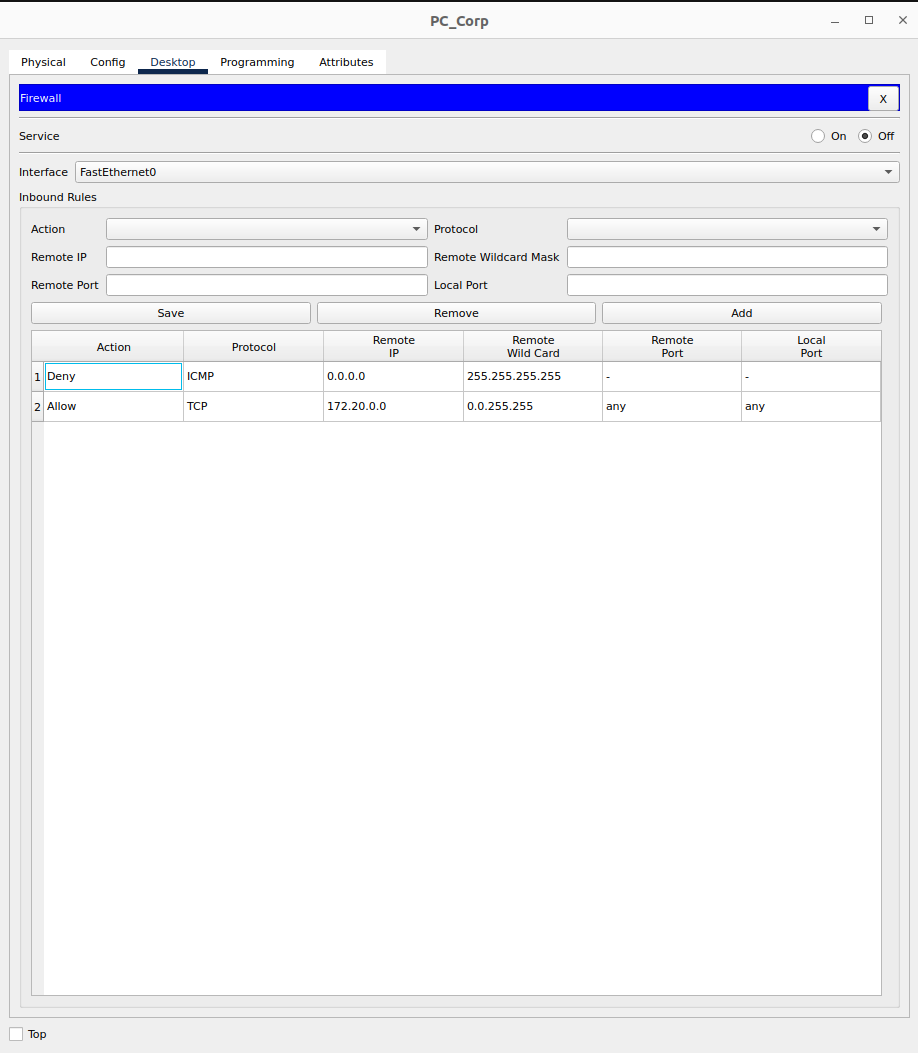 PC_Corp
Physical Config Desktop Programming Attributes
Firewall X
Service On Off
Interface FastEthernet0
Inbound Rules
Action Protocol
Remote IP Remote Wildcard Mask
Remote Port Local Port
Save Remove Add
Action Protocol Remote IP Remote Wild Card Remote Port Local Port
1 Deny ICMP 0.0.0.0 255.255.255.255 - -
2 Allow TCP 172.20.0.0 0.0.255.255 any any
Top